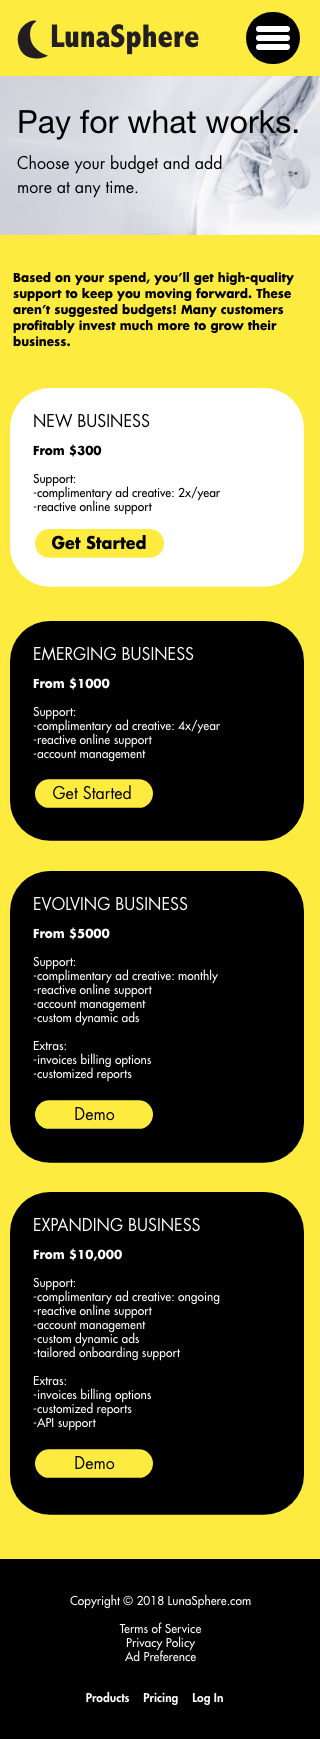 LunaSphere
Pay for what works.
Choose your budget and add
more at any time.
Based on your spend, you’ll get high-quality
support to keep you moving forward. These
aren’t suggested budgets! Many customers
profitably invest much more to grow their
business.
NEW BUSINESS
From $300
Support:
-complimentary ad creative: 2x/year
-reactive online support
Get Started
EMERGING BUSINESS
From $1000
Support:
-complimentary ad creative: 4x/year
-reactive online support
-account management
Get Started
EVOLVING BUSINESS
From $5000
Support:
-complimentary ad creative: monthly
-reactive online support
-account management
-custom dynamic ads
Extras:
-invoices billing options
-customized reports
Demo
EXPANDING BUSINESS
From $10,000
Support:
-complimentary ad creative: ongoing
-reactive online support
-account management
-custom dynamic ads
-tailored onboarding support
Extras:
-invoices billing options
-customized reports
-API support
Demo
Copyright © 2018 LunaSphere.com
Terms of Service
Privacy Policy
Ad Preference
Products Pricing Log In